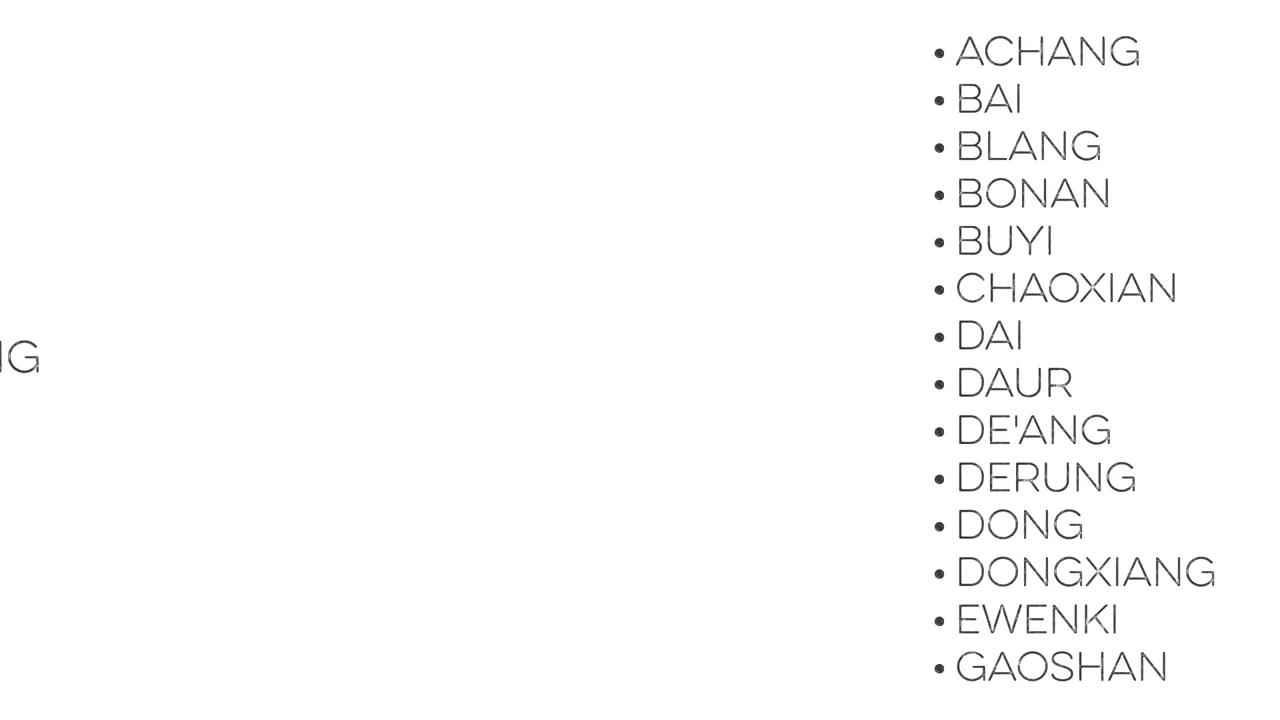 • ACHANG
• BAI
• BLANG
• BONAN
• BUYI
• CHAOXIAN
• DAI
• DAUR
• DE'ANG
• DERUNG
• DONG
• DONGXIANG
• EWENKI
• GAOSHAN